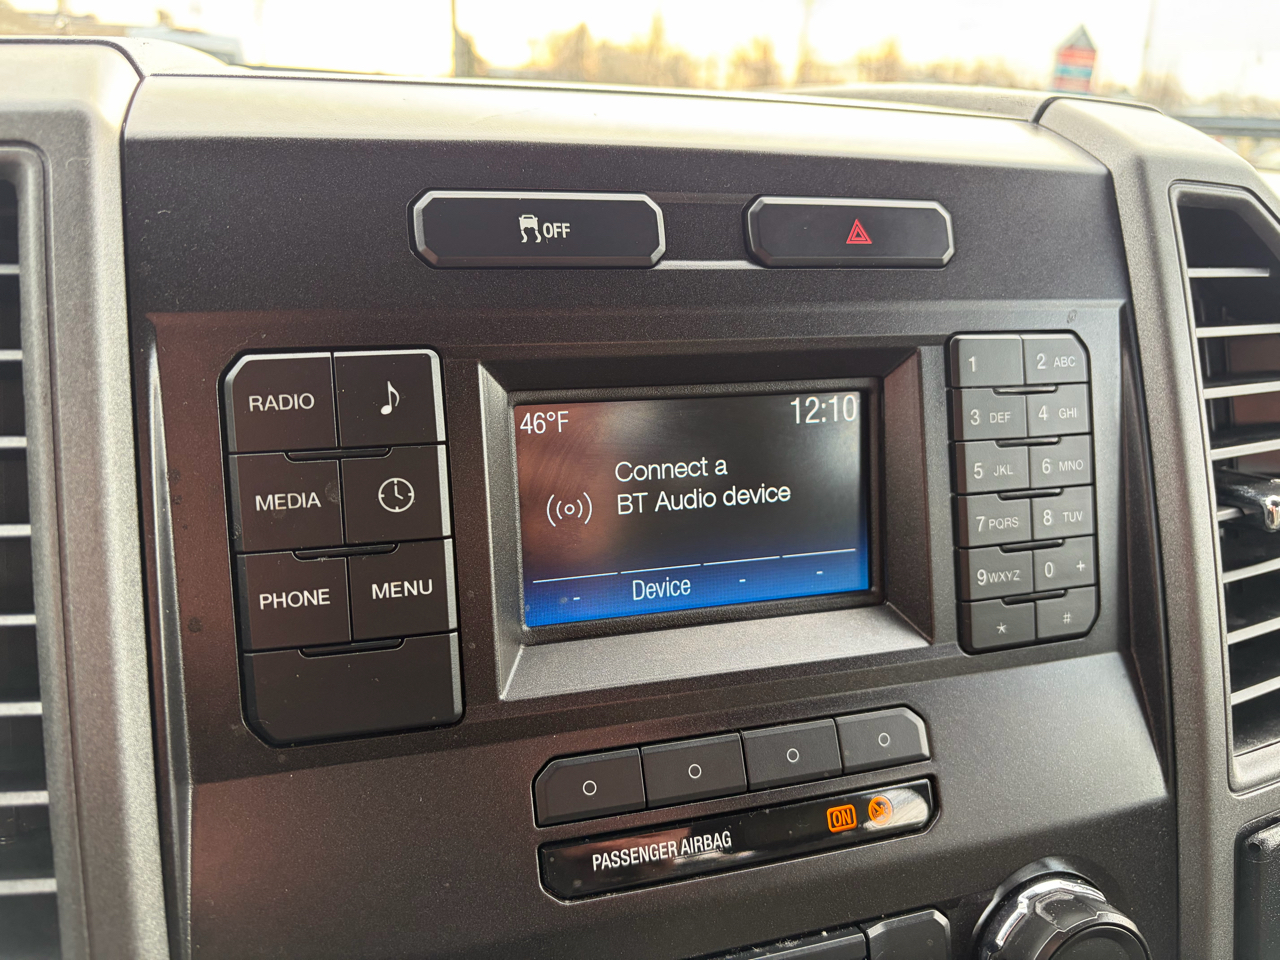 OFF
RADIO
MEDIA
PHONE
MENU
46°F
12:10
Connect a
BT Audio device
- Device - -
1
2 ABC
3 DEF
4 GHI
5 JKL
6 MNO
7 PQRS
8 TUV
9 WXYZ
0 +
*
#
PASSENGER AIRBAG
ON